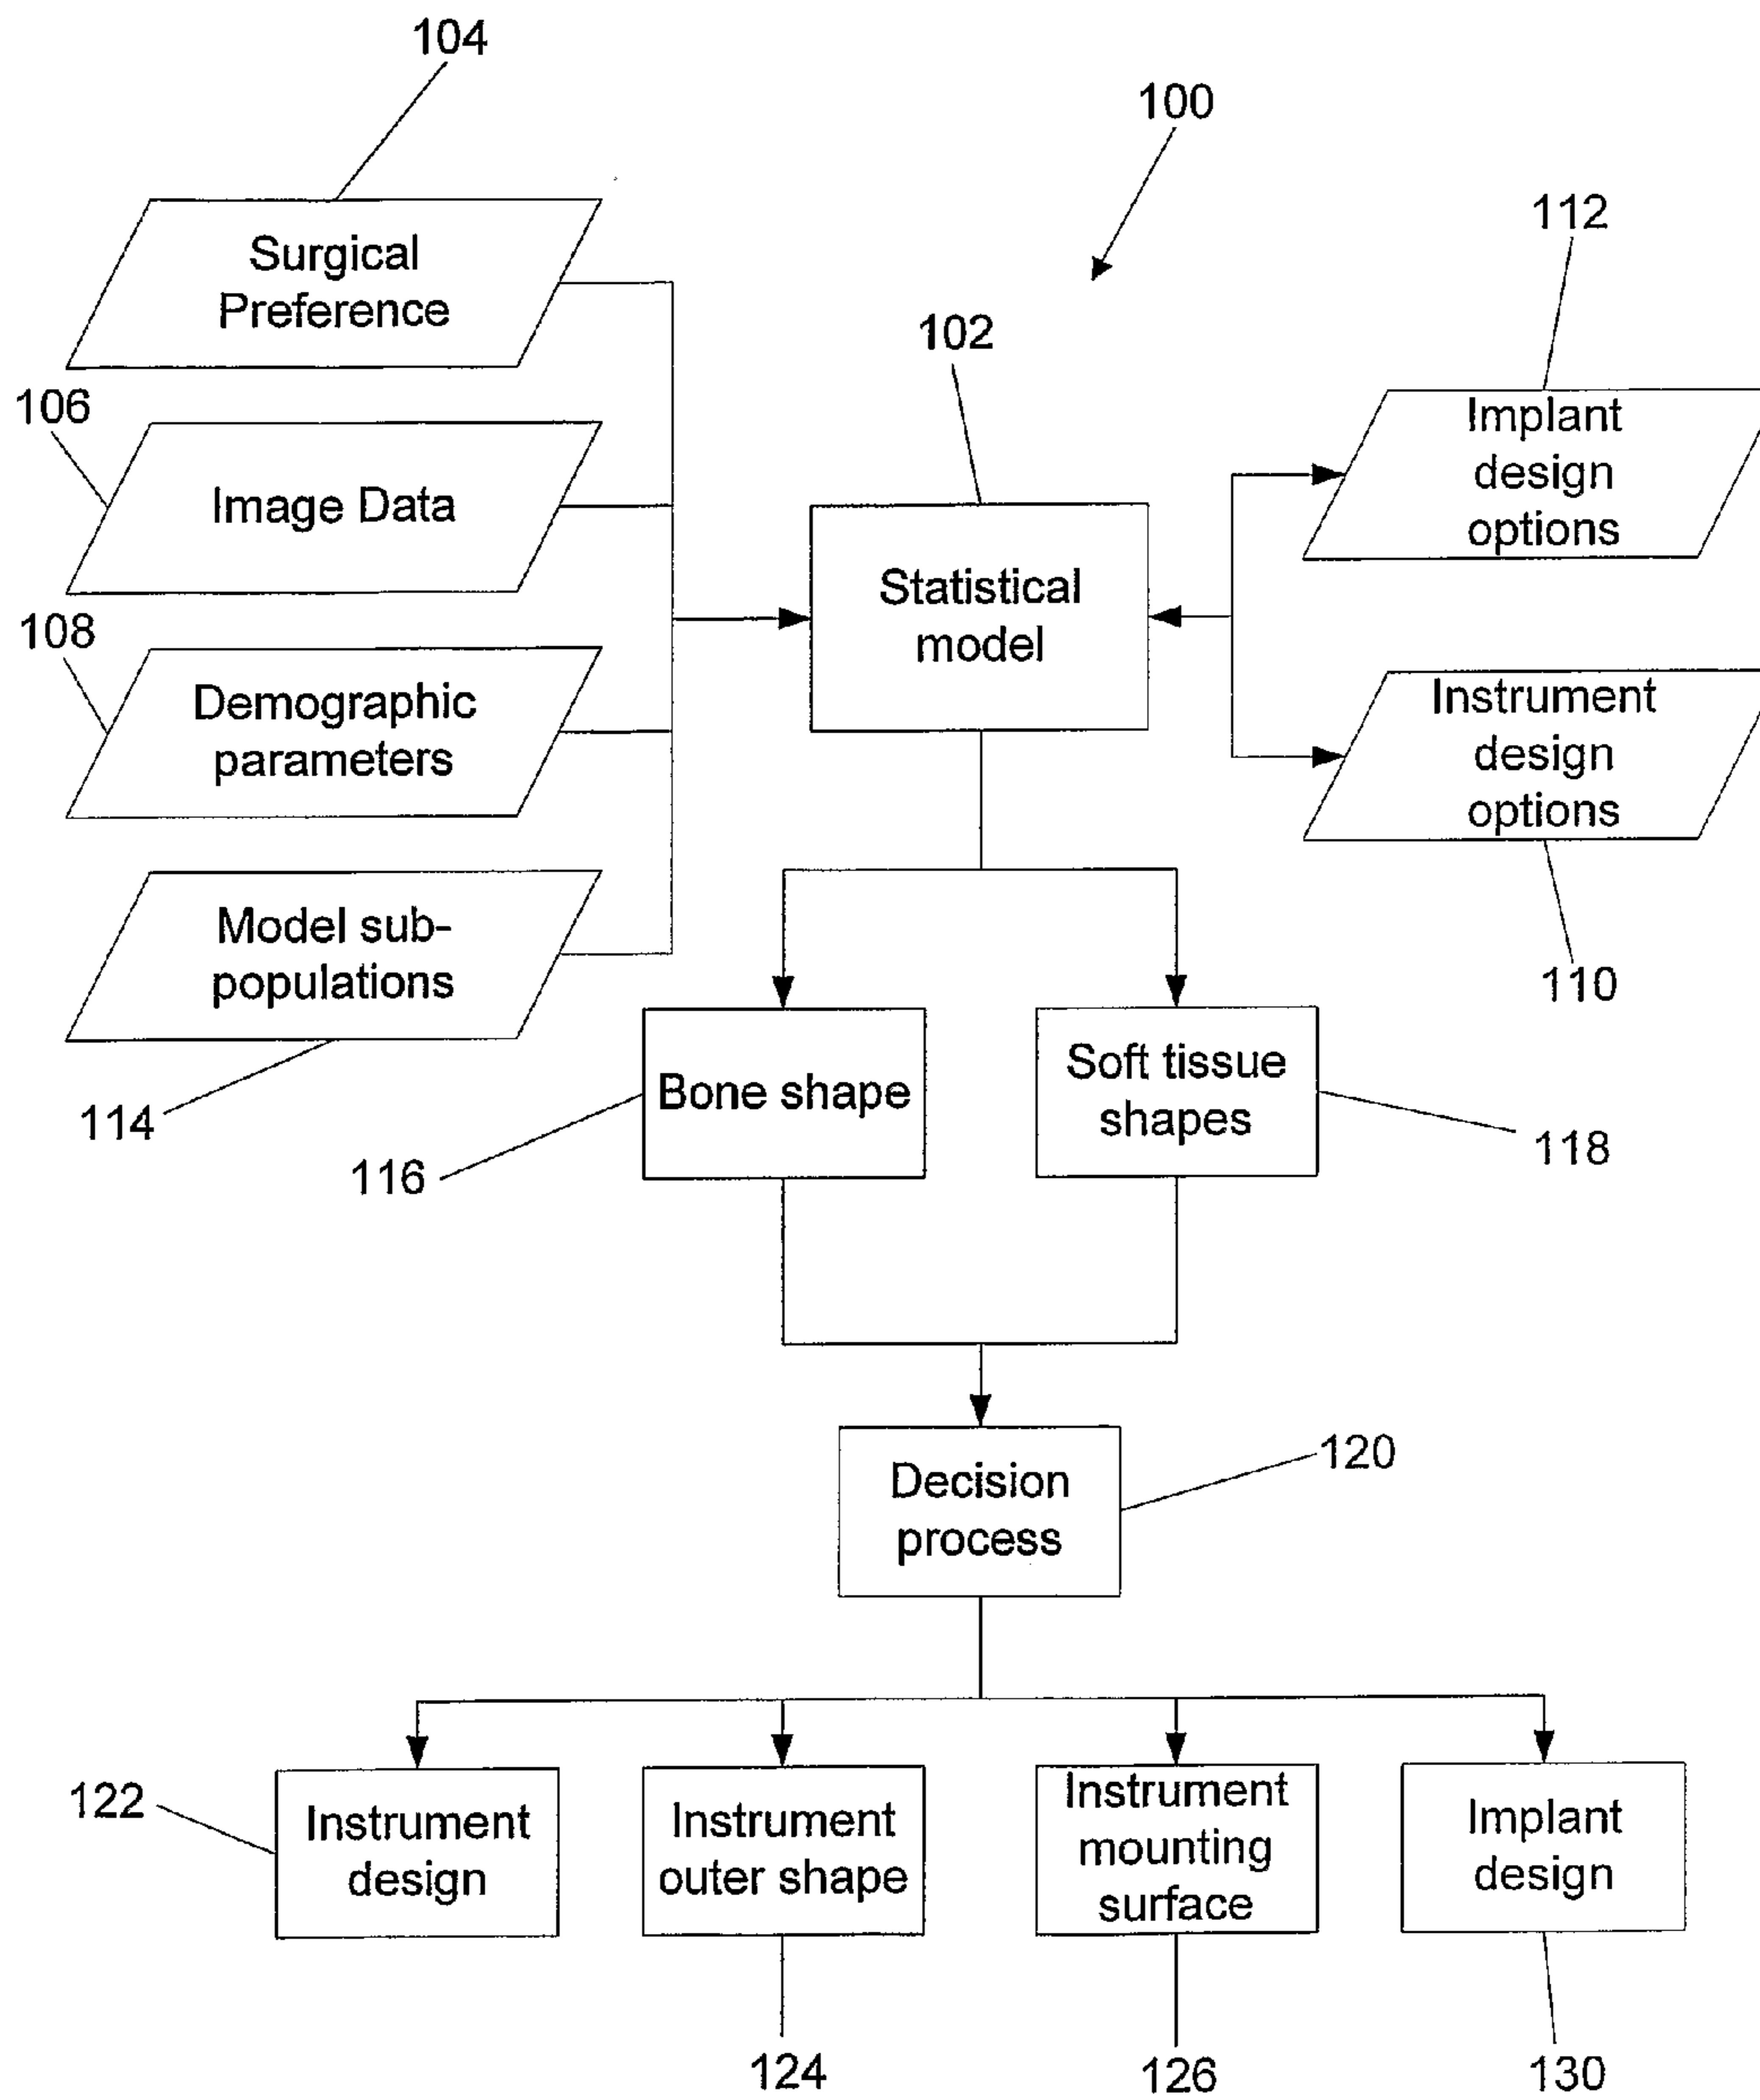 104
100
Surgical
Preference
112
102
106
Image Data
Implant
design
options
Statistical
model
108
Demographic
parameters
Instrument
design
options
Model sub-
populations
110
114
Bone shape
Soft tissue
shapes
116
118
Decision
process
120
122
Instrument
design
Instrument
outer shape
Instrument
mounting
surface
Implant
design
124
126
130